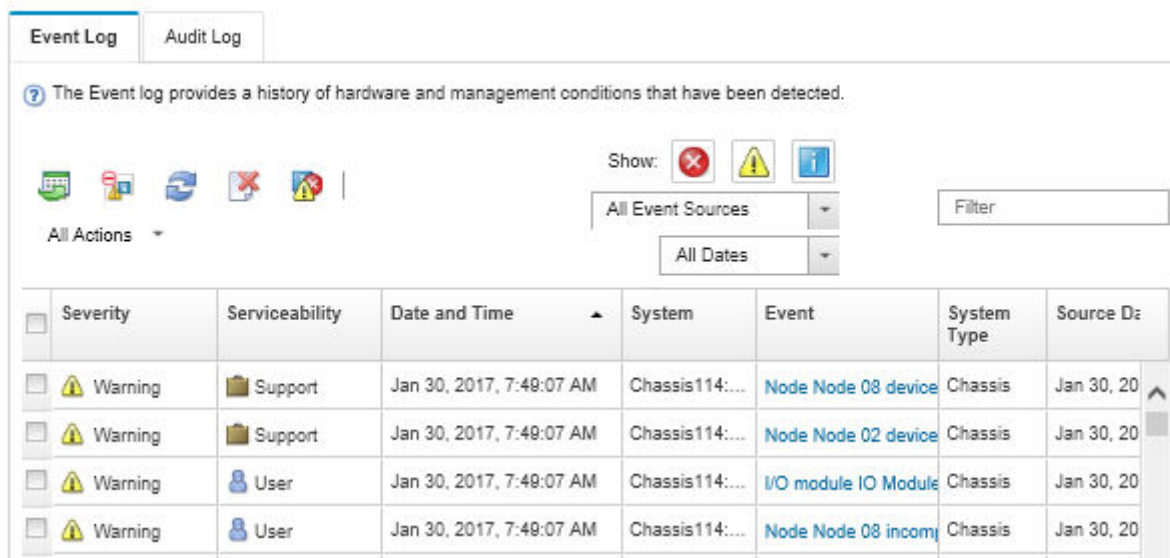 Event Log Audit Log
The Event log provides a history of hardware and management conditions that have been detected.
Show:
All Event Sources Filter
All Actions
All Dates
Severity Serviceability Date and Time System Event System Type Source Da
Warning Support Jan 30, 2017, 7:49:07 AM Chassis114:... Node Node 08 device Chassis Jan 30, 20
Warning Support Jan 30, 2017, 7:49:07 AM Chassis114:... Node Node 02 device Chassis Jan 30, 20
Warning User Jan 30, 2017, 7:49:07 AM Chassis114:... I/O module IO Module Chassis Jan 30, 20
Warning User Jan 30, 2017, 7:49:07 AM Chassis114:... Node Node 08 incom Chassis Jan 30, 20